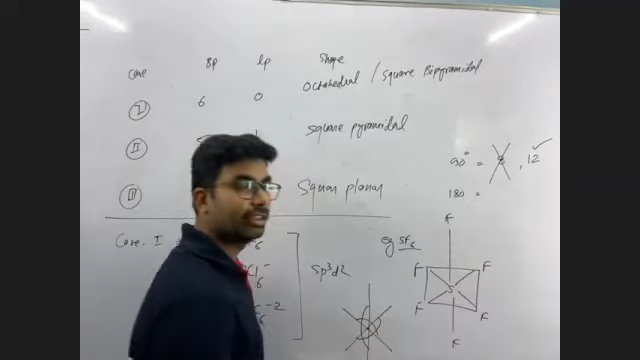 Case BP lp Shape
I 6 0 Octahedral / Square Bipyramidal
II Square pyramidal
III Square planar
90° = 8, 12 ✓
180 =
Case. I
Sp³d²
eg SF₆
F
F F
S
F F
F